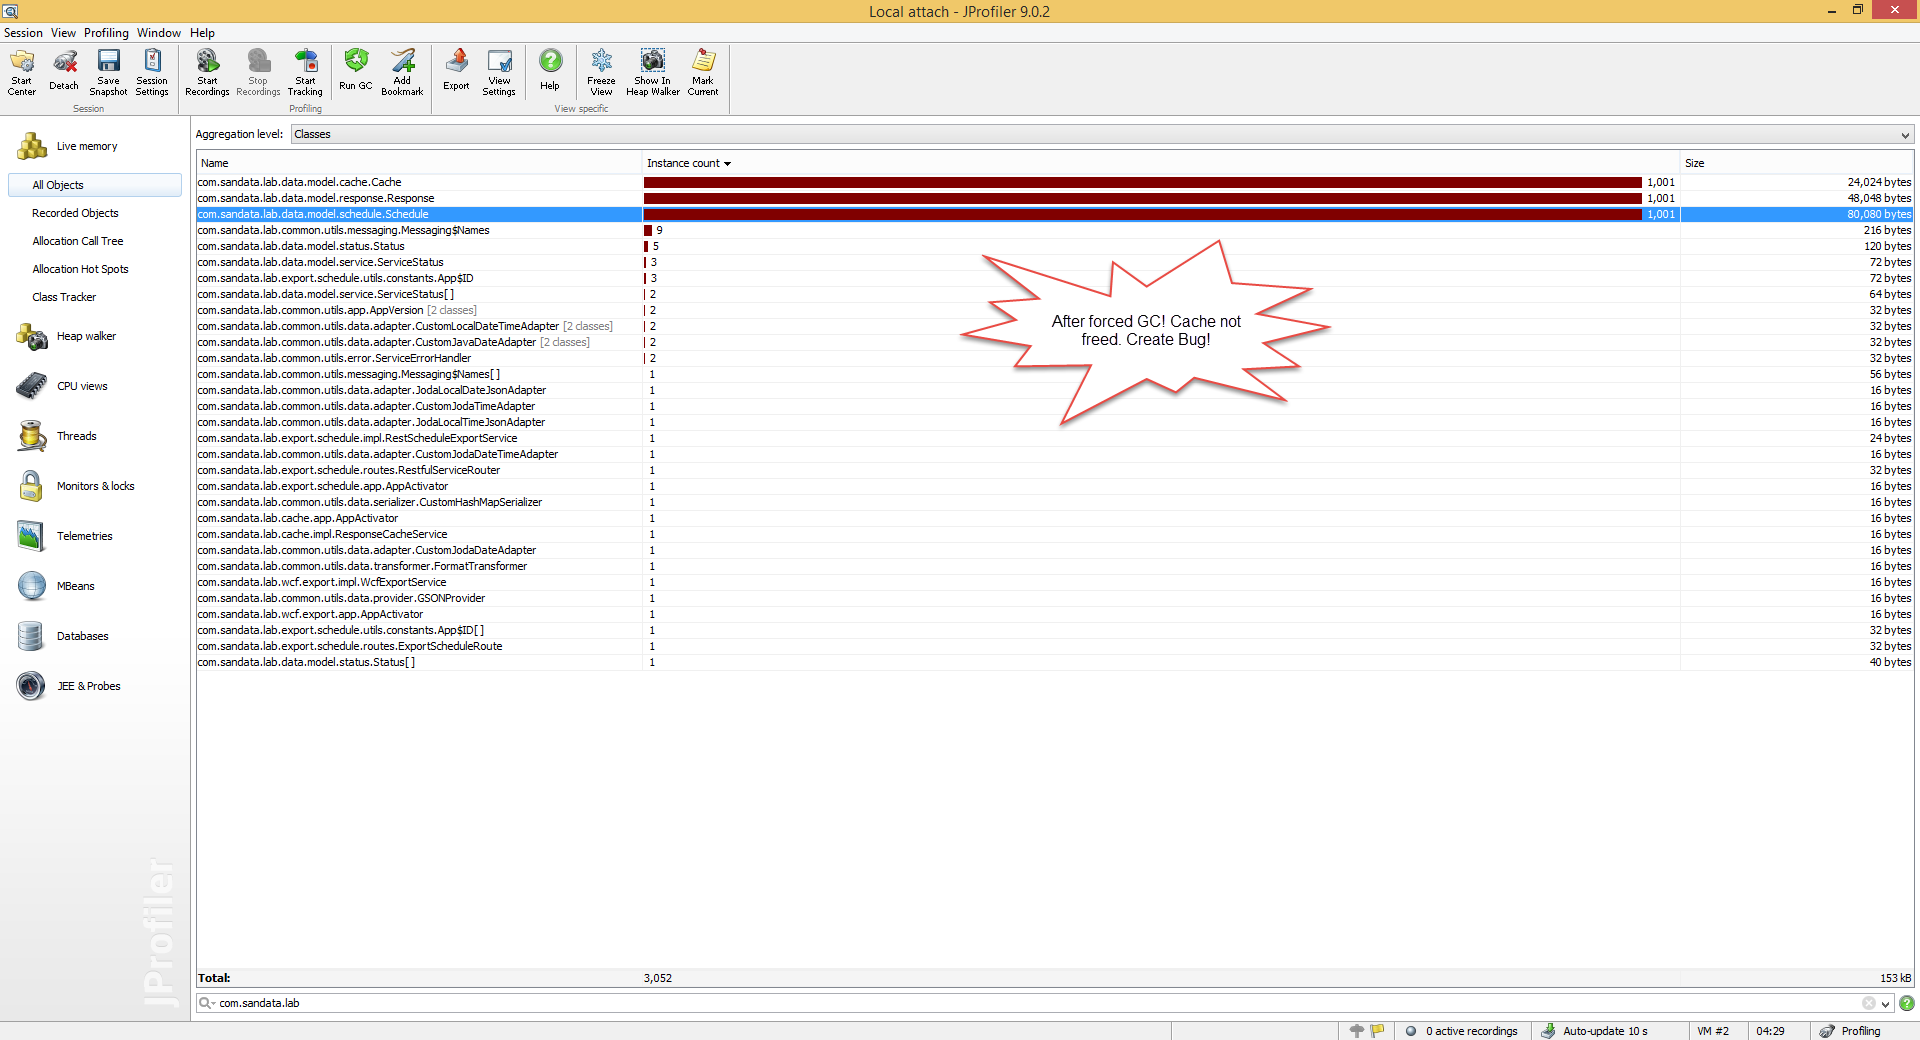 Local attach - JProfiler 9.0.2
Session View Profiling Window Help
Start Center
Detach
Save Snapshot
Session Settings
Start Recordings
Stop Recordings
Start Tracking
Run GC
Add Bookmark
Export
View Settings
Help
Freeze View
Show In Heap Walker
Mark Current
Session
Profiling
View specific
Live memory
All Objects
Recorded Objects
Allocation Call Tree
Allocation Hot Spots
Class Tracker
Heap walker
CPU views
Threads
Monitors & locks
Telemetries
MBeans
Databases
JEE & Probes
JProfiler
Aggregation level: Classes
Name Instance count Size
com.sandata.lab.data.model.cache.Cache 1,001 24,024 bytes
com.sandata.lab.data.model.response.Response 1,001 48,048 bytes
com.sandata.lab.data.model.schedule.Schedule 1,001 80,080 bytes
com.sandata.lab.common.utils.messaging.Messaging$Names 9 216 bytes
com.sandata.lab.data.model.status.Status 5 120 bytes
com.sandata.lab.data.model.service.ServiceStatus 3 72 bytes
com.sandata.lab.export.schedule.utils.constants.App$ID 3 72 bytes
com.sandata.lab.data.model.service.ServiceStatus[ ] 2 64 bytes
com.sandata.lab.common.utils.app.AppVersion [2 classes] 2 32 bytes
com.sandata.lab.common.utils.data.adapter.CustomLocalDateTimeAdapter [2 classes] 2 32 bytes
com.sandata.lab.common.utils.data.adapter.CustomJavaDateAdapter [2 classes] 2 32 bytes
com.sandata.lab.common.utils.error.ServiceErrorHandler 2 32 bytes
com.sandata.lab.common.utils.messaging.Messaging$Names[ ] 1 56 bytes
com.sandata.lab.common.utils.data.adapter.JodaLocalDateJsonAdapter 1 16 bytes
com.sandata.lab.common.utils.data.adapter.CustomJodaTimeAdapter 1 16 bytes
com.sandata.lab.common.utils.data.adapter.JodaLocalTimeJsonAdapter 1 16 bytes
com.sandata.lab.export.schedule.impl.RestScheduleExportService 1 24 bytes
com.sandata.lab.common.utils.data.adapter.CustomJodaDateTimeAdapter 1 16 bytes
com.sandata.lab.export.schedule.routes.RestfulServiceRouter 1 32 bytes
com.sandata.lab.export.schedule.app.AppActivator 1 16 bytes
com.sandata.lab.common.utils.data.serializer.CustomHashMapSerializer 1 16 bytes
com.sandata.lab.cache.app.AppActivator 1 16 bytes
com.sandata.lab.cache.impl.ResponseCacheService 1 16 bytes
com.sandata.lab.common.utils.data.adapter.CustomJodaDateAdapter 1 16 bytes
com.sandata.lab.common.utils.data.transformer.FormatTransformer 1 16 bytes
com.sandata.lab.wcf.export.impl.WcfExportService 1 16 bytes
com.sandata.lab.common.utils.data.provider.GSONProvider 1 16 bytes
com.sandata.lab.wcf.export.app.AppActivator 1 16 bytes
com.sandata.lab.export.schedule.utils.constants.App$ID[ ] 1 32 bytes
com.sandata.lab.export.schedule.routes.ExportScheduleRoute 1 32 bytes
com.sandata.lab.data.model.status.Status[ ] 1 40 bytes
After forced GC! Cache not
freed. Create Bug!
Total: 3,052 153 kB
com.sandata.lab
0 active recordings Auto-update 10 s VM #2 04:29 Profiling